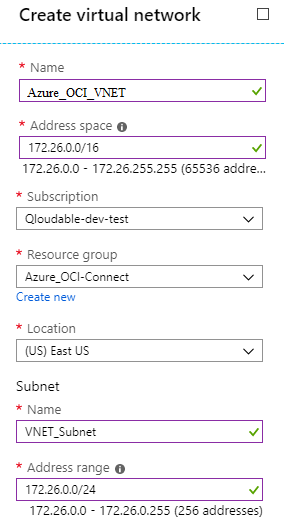 Create virtual network
* Name
Azure_OCI_VNET
* Address space
172.26.0.0/16
172.26.0.0 - 172.26.255.255 (65536 addre...
* Subscription
Qloudable-dev-test
* Resource group
Azure_OCI-Connect
Create new
* Location
(US) East US
Subnet
* Name
VNET_Subnet
* Address range
172.26.0.0/24
172.26.0.0 - 172.26.0.255 (256 addresses)